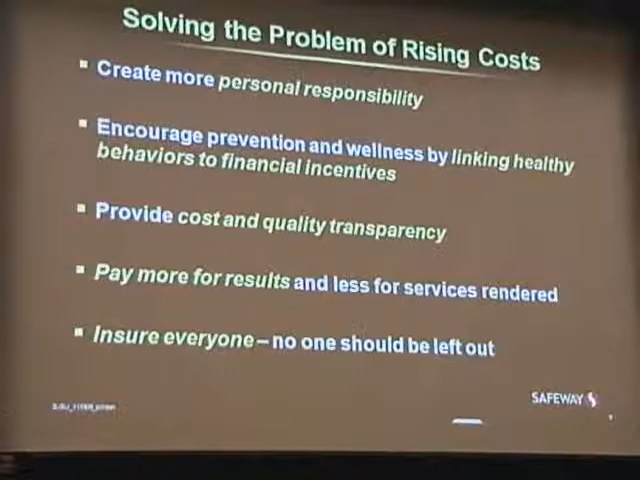 Solving the Problem of Rising Costs
Create more personal responsibility
Encourage prevention and wellness by linking healthy
behaviors to financial incentives
Provide cost and quality transparency
Pay more for results and less for services rendered
Insure everyone – no one should be left out
SAFEWAY